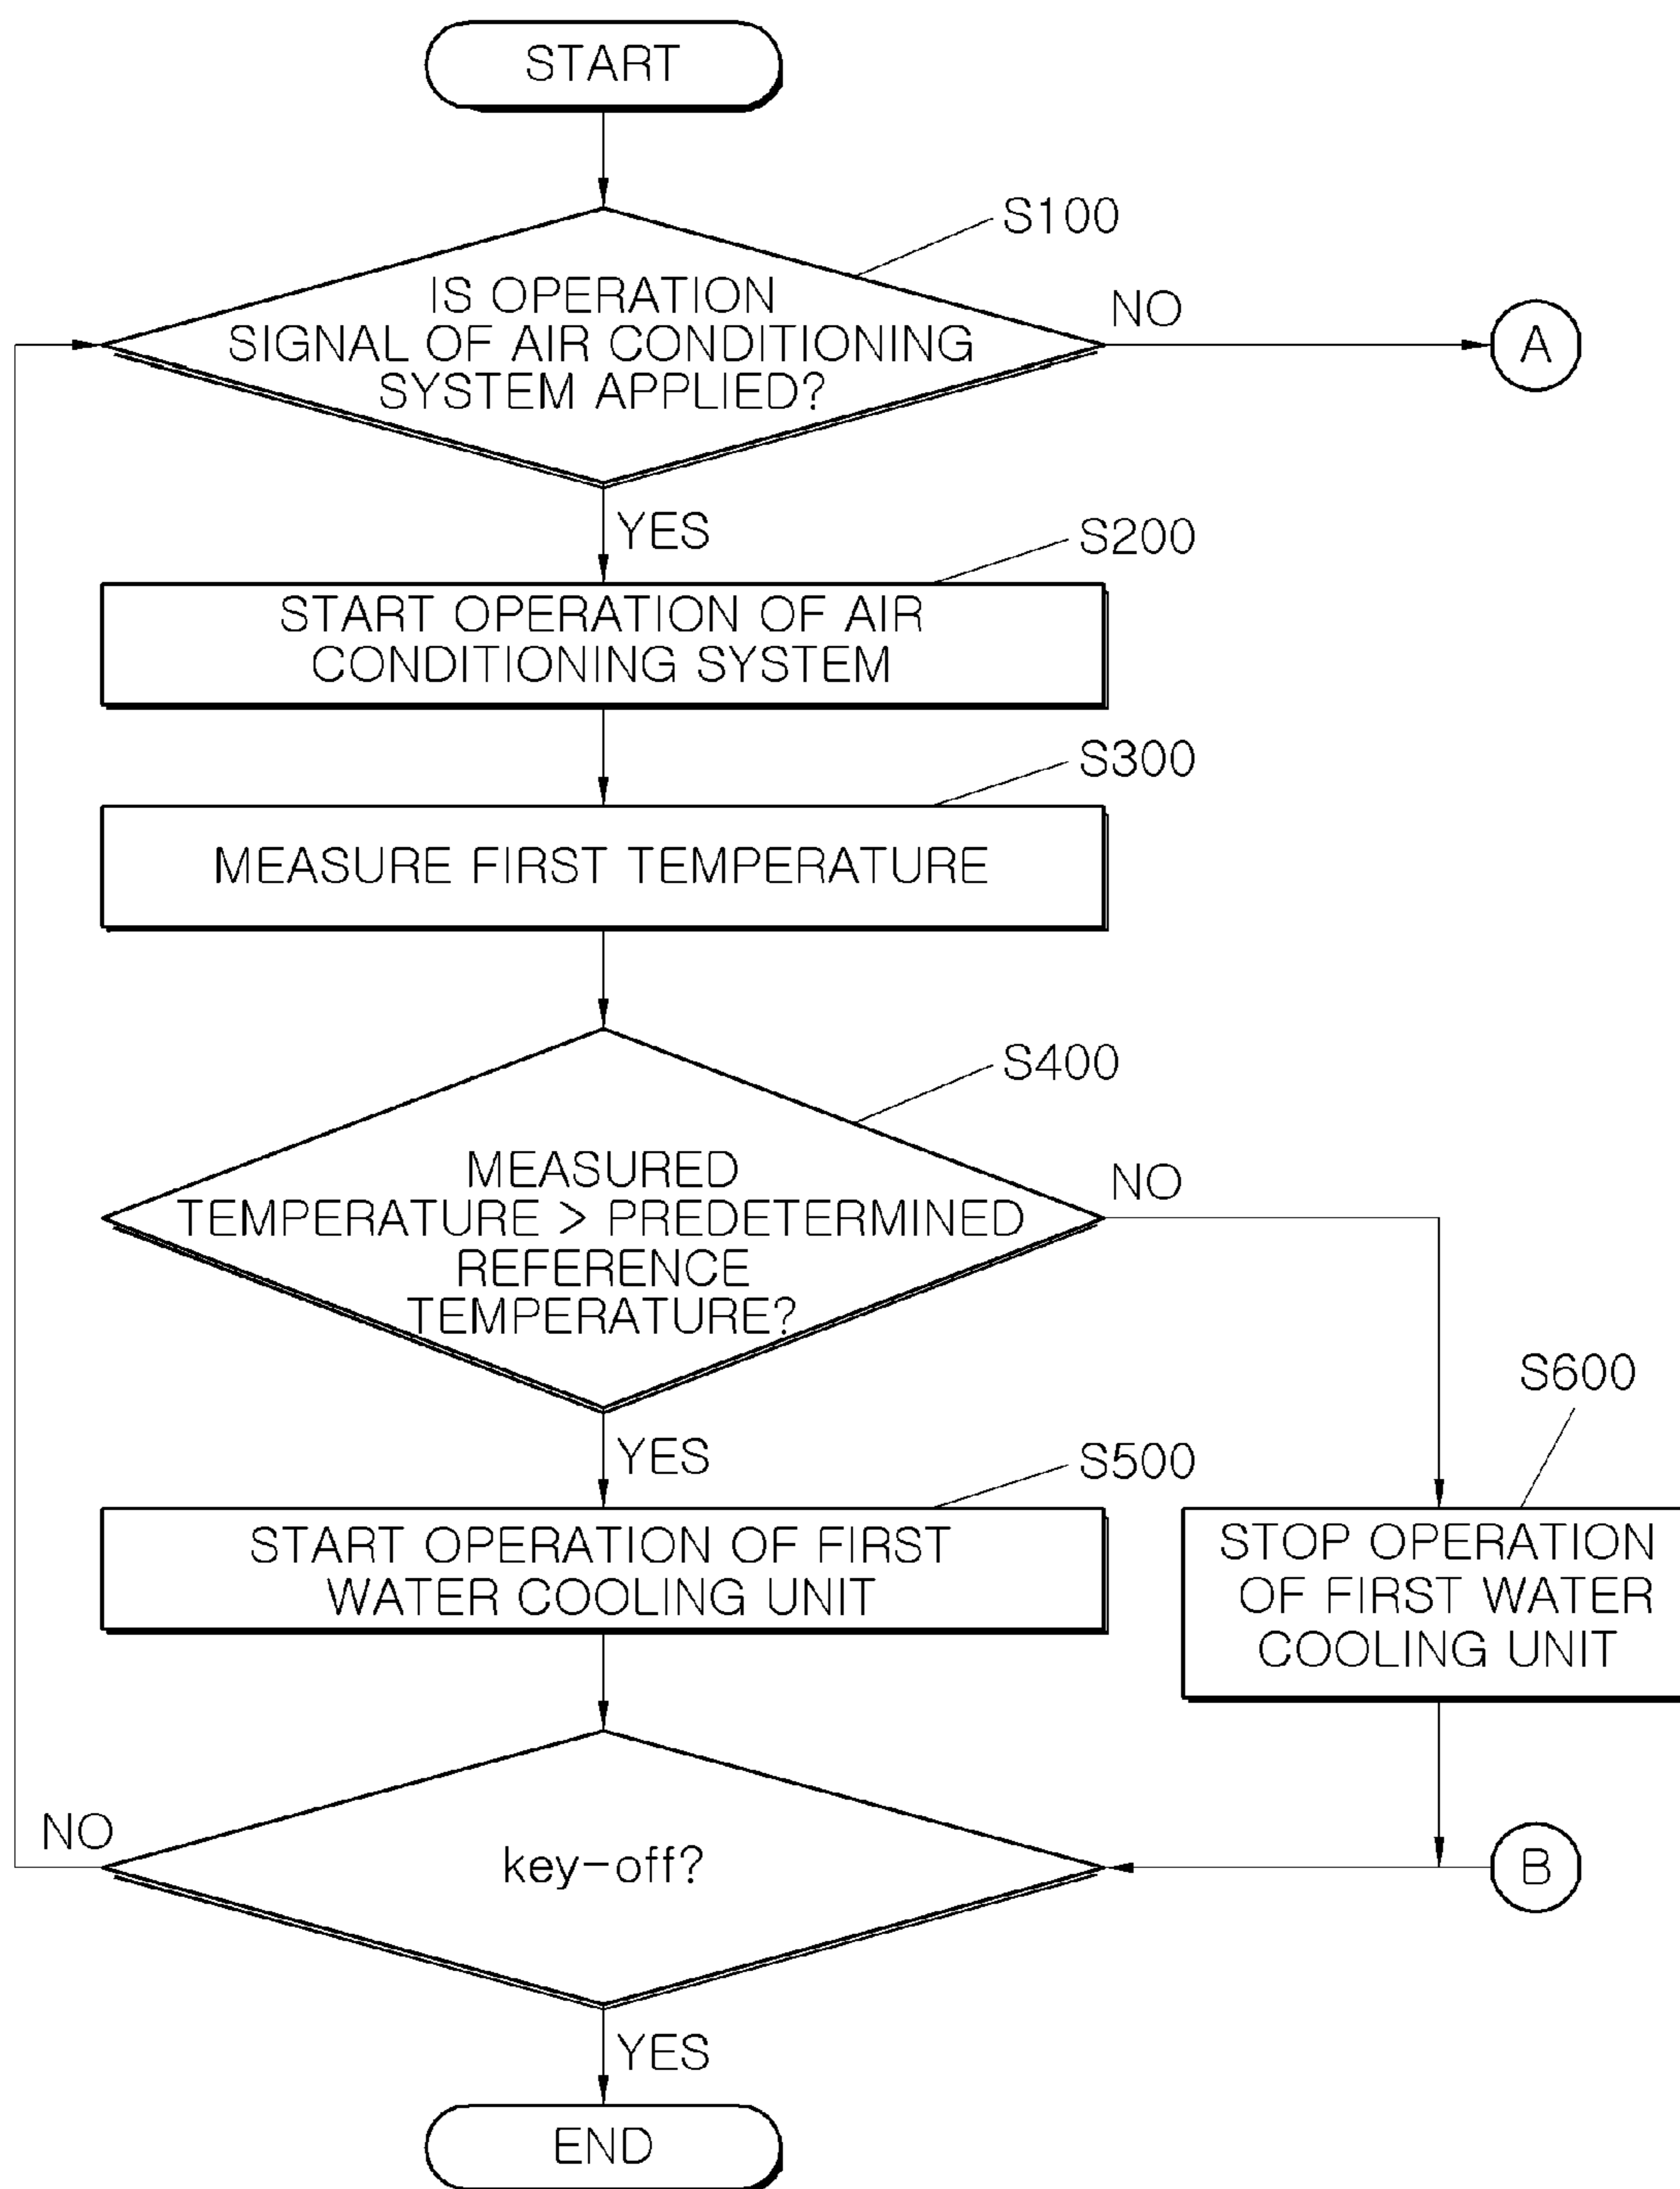 START
S100
IS OPERATION
SIGNAL OF AIR CONDITIONING
SYSTEM APPLIED?
NO
A
YES
S200
START OPERATION OF AIR
CONDITIONING SYSTEM
S300
MEASURE FIRST TEMPERATURE
S400
MEASURED
TEMPERATURE > PREDETERMINED
REFERENCE
TEMPERATURE?
NO
YES
S500
START OPERATION OF FIRST
WATER COOLING UNIT
S600
STOP OPERATION
OF FIRST WATER
COOLING UNIT
NO
key-off?
B
YES
END